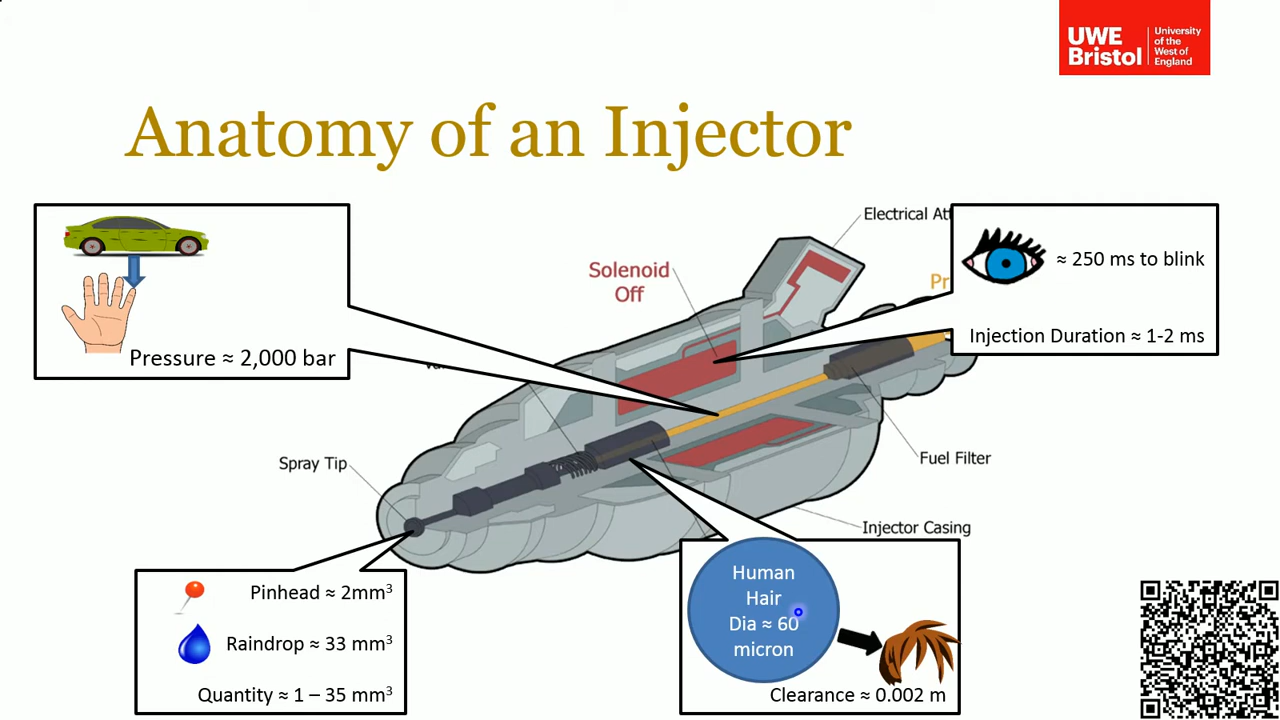 UWE Bristol
University of the West of England
Anatomy of an Injector
Pressure ≈ 2,000 bar
Solenoid
Off
Electrical
≈ 250 ms to blink
Injection Duration ≈ 1-2 ms
Spray Tip
Fuel Filter
Injector Casing
Pinhead ≈ 2mm³
Raindrop ≈ 33 mm³
Quantity ≈ 1 – 35 mm³
Human
Hair
Dia ≈ 60
micron
Clearance ≈ 0.002 m